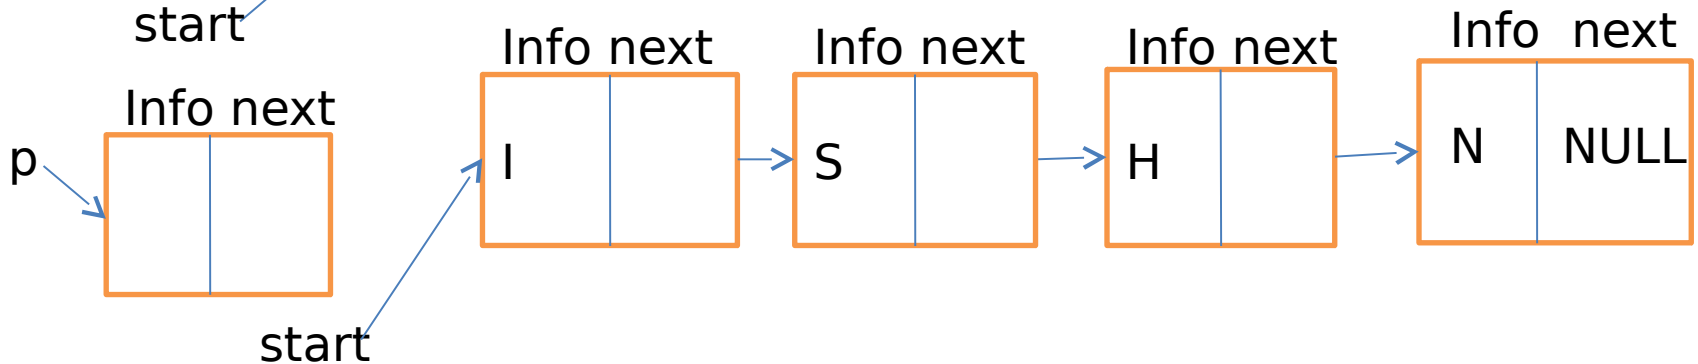 start
Info next
p
Info next
I
Info next
S
Info next
H
Info next
N NULL
start